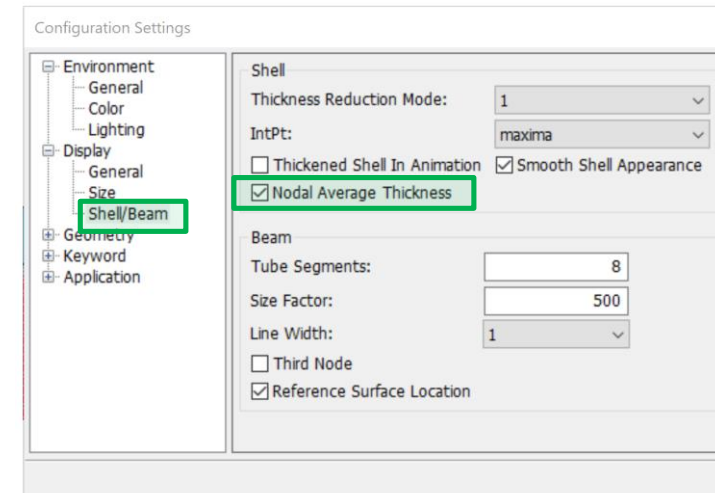 Configuration Settings
Environment
General
Color
Lighting
Display
General
Size
Shell/Beam
Geometry
Keyword
Application
Shell
Thickness Reduction Mode: 1
IntPt: maxima
Thickened Shell In Animation Smooth Shell Appearance
Nodal Average Thickness
Beam
Tube Segments: 8
Size Factor: 500
Line Width: 1
Third Node
Reference Surface Location